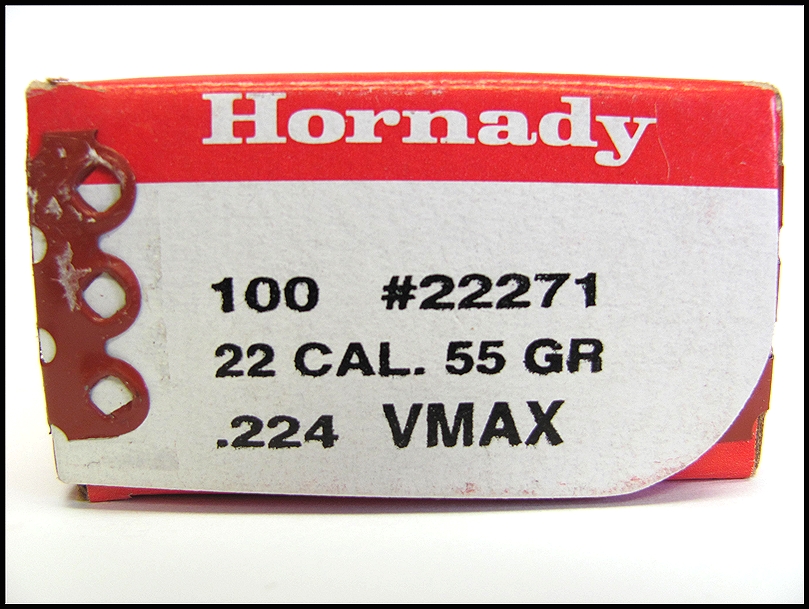 Hornady
100 #22271
22 CAL. 55 GR
.224 VMAX